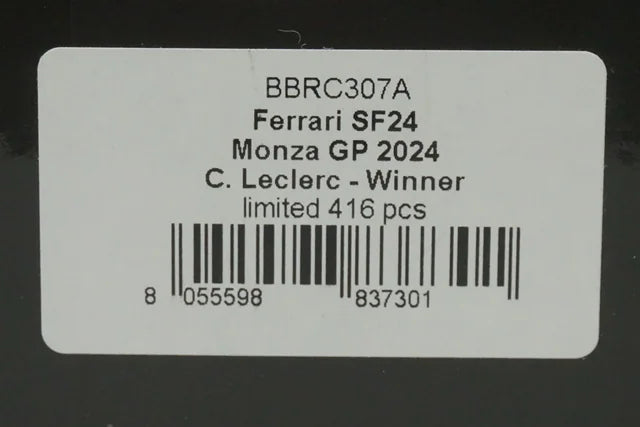 BBRC307A
Ferrari SF24
Monza GP 2024
C. Leclerc - Winner
limited 416 pcs
8 055598 837301